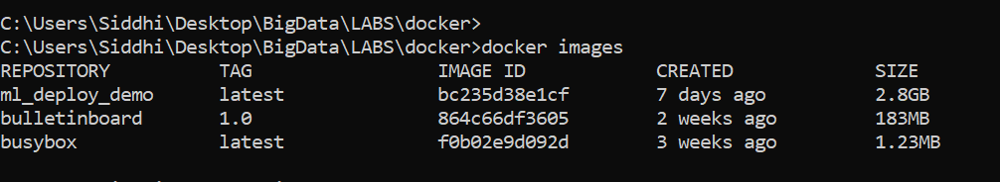 C:\Users\Siddhi\Desktop\BigData\LABS\docker>
C:\Users\Siddhi\Desktop\BigData\LABS\docker>docker images
REPOSITORY TAG IMAGE ID CREATED SIZE
ml_deploy_demo latest bc235d38e1cf 7 days ago 2.8GB
bulletinboard 1.0 864c66df3605 2 weeks ago 183MB
busybox latest f0b02e9d092d 3 weeks ago 1.23MB